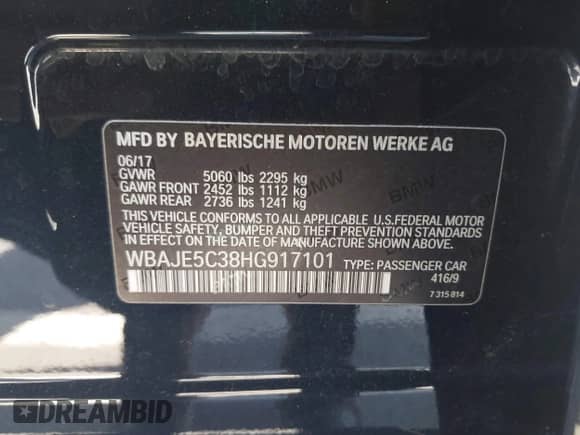 MFD BY BAYERISCHE MOTOREN WERKE AG
06/17
GVWR 5060 lbs 2295 kg
GAWR FRONT 2452 lbs 1112 kg
GAWR REAR 2736 lbs 1241 kg
THIS VEHICLE CONFORMS TO ALL APPLICABLE U.S.FEDERAL MOTOR
VEHICLE SAFETY, BUMPER AND THEFT PREVENTION STANDARDS
IN EFFECT ON THE DATE OF MANUFACTURE SHOWN ABOVE.
WBAJE5C38HG917101 TYPE: PASSENGER CAR
416/9
7 315 814
BMW
BMW
DREAMBID